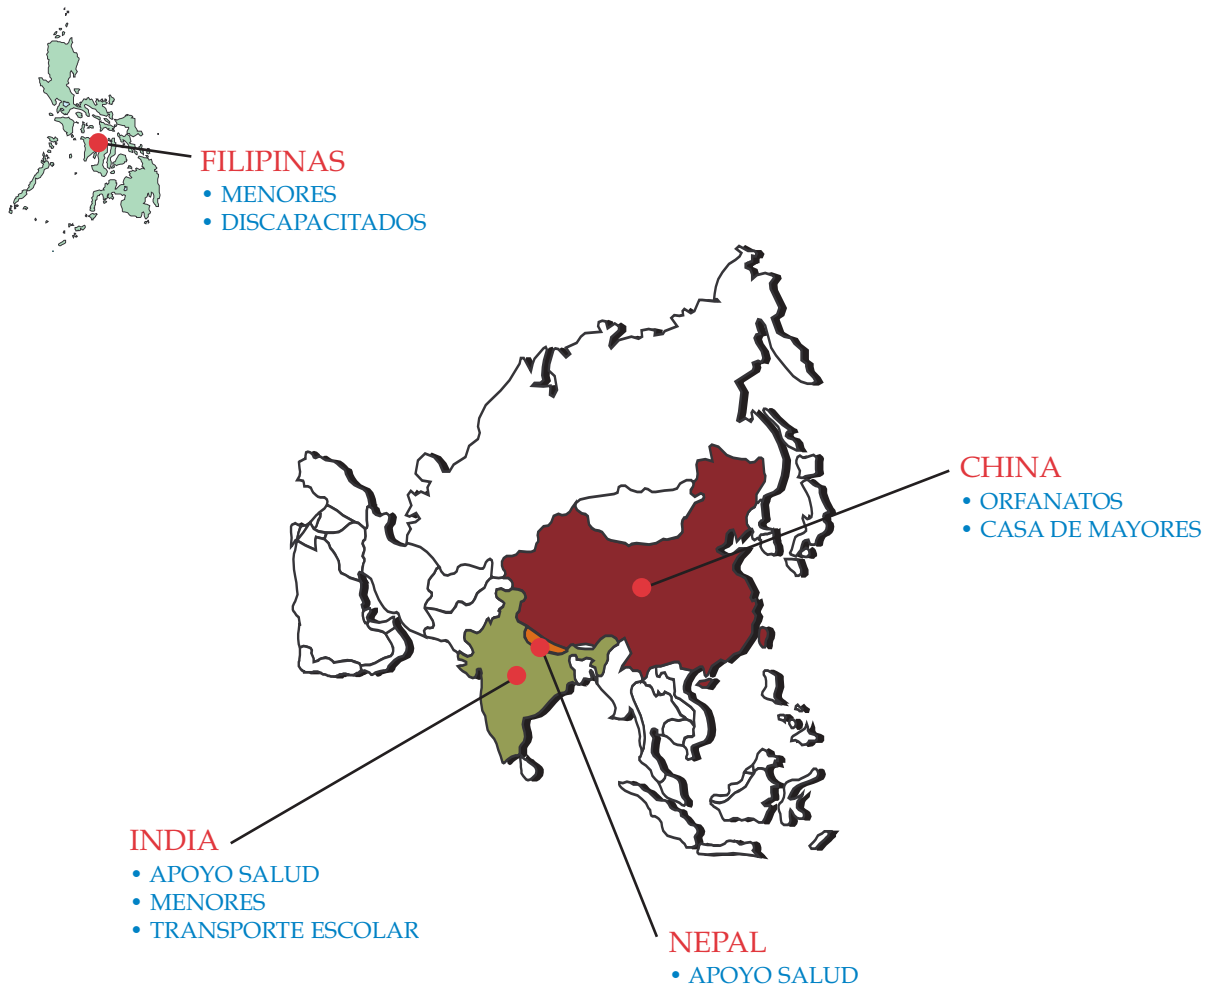 FILIPINAS
• MENORES
• DISCAPACITADOS
CHINA
• ORFANATOS
• CASA DE MAYORES
INDIA
• APOYO SALUD
• MENORES
• TRANSPORTE ESCOLAR
NEPAL
• APOYO SALUD